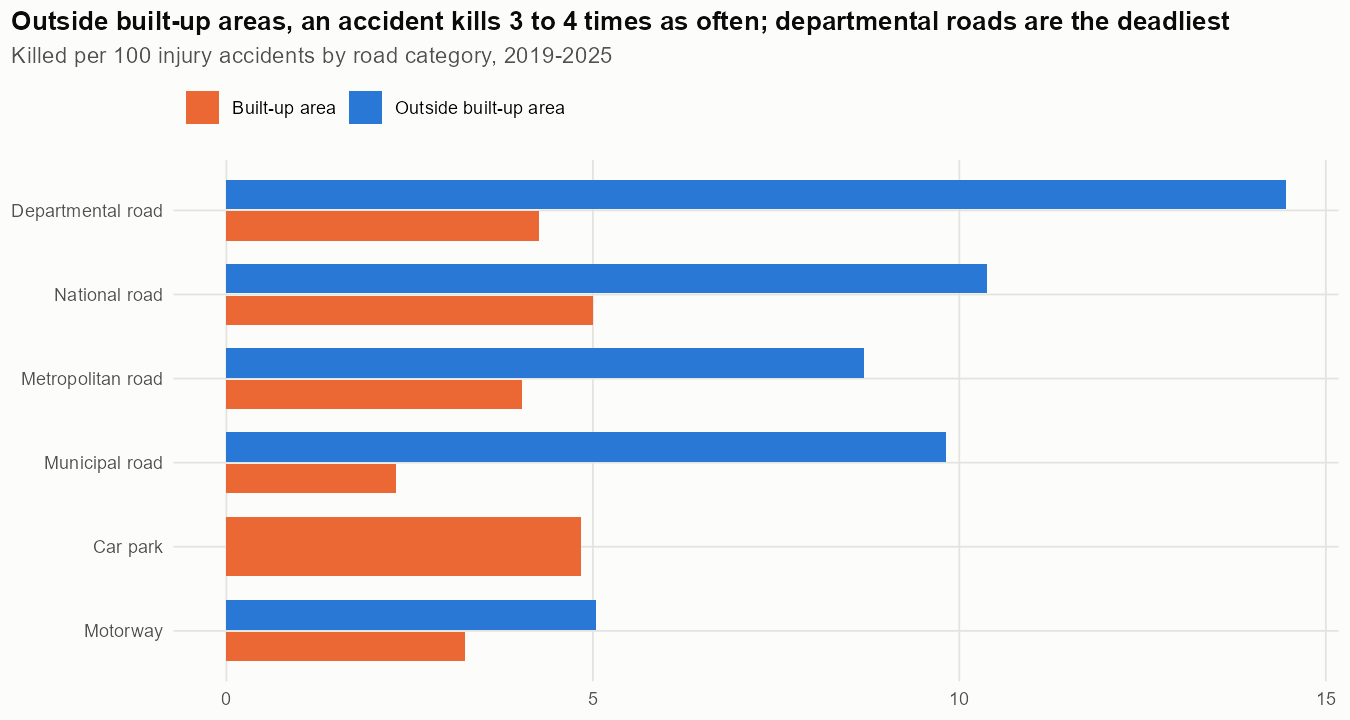 Outside built-up areas, an accident kills 3 to 4 times as often; departmental roads are the deadliest
Killed per 100 injury accidents by road category, 2019-2025
Built-up area
Outside built-up area
Departmental road
National road
Metropolitan road
Municipal road
Car park
Motorway
0
5
10
15